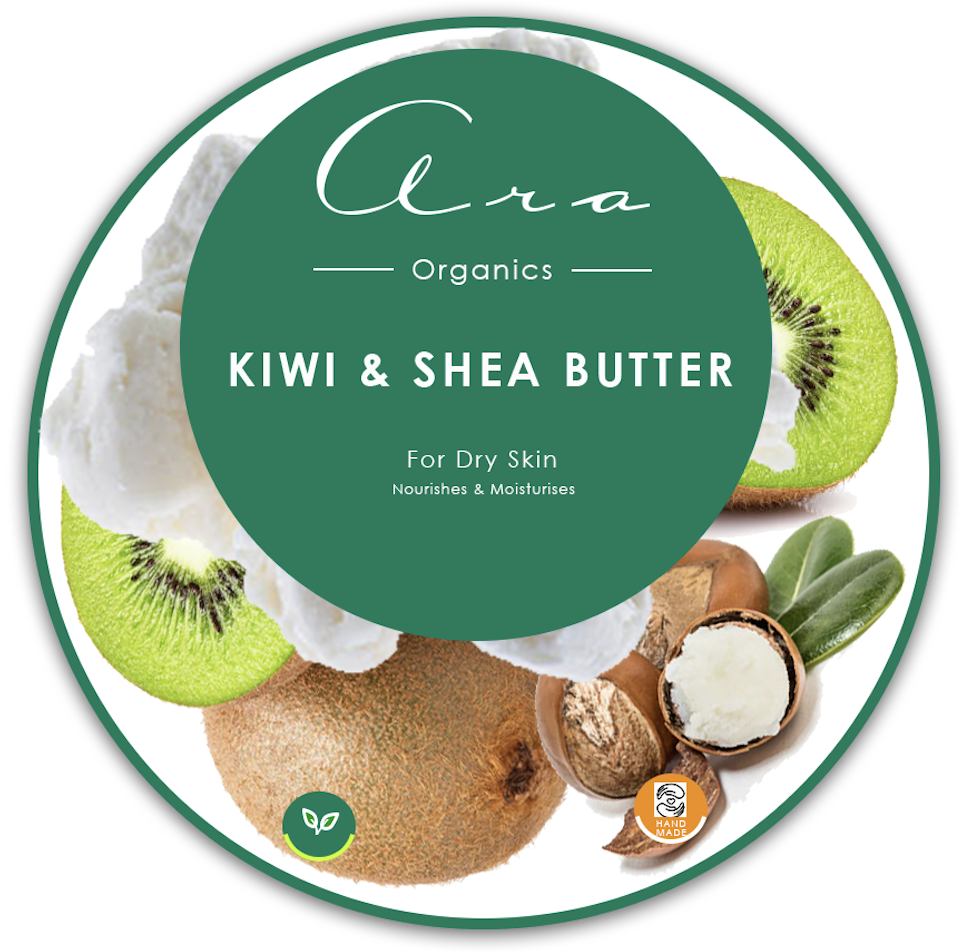 Ara
Organics
KIWI & SHEA BUTTER
For Dry Skin
Nourishes & Moisturises
HAND
MADE